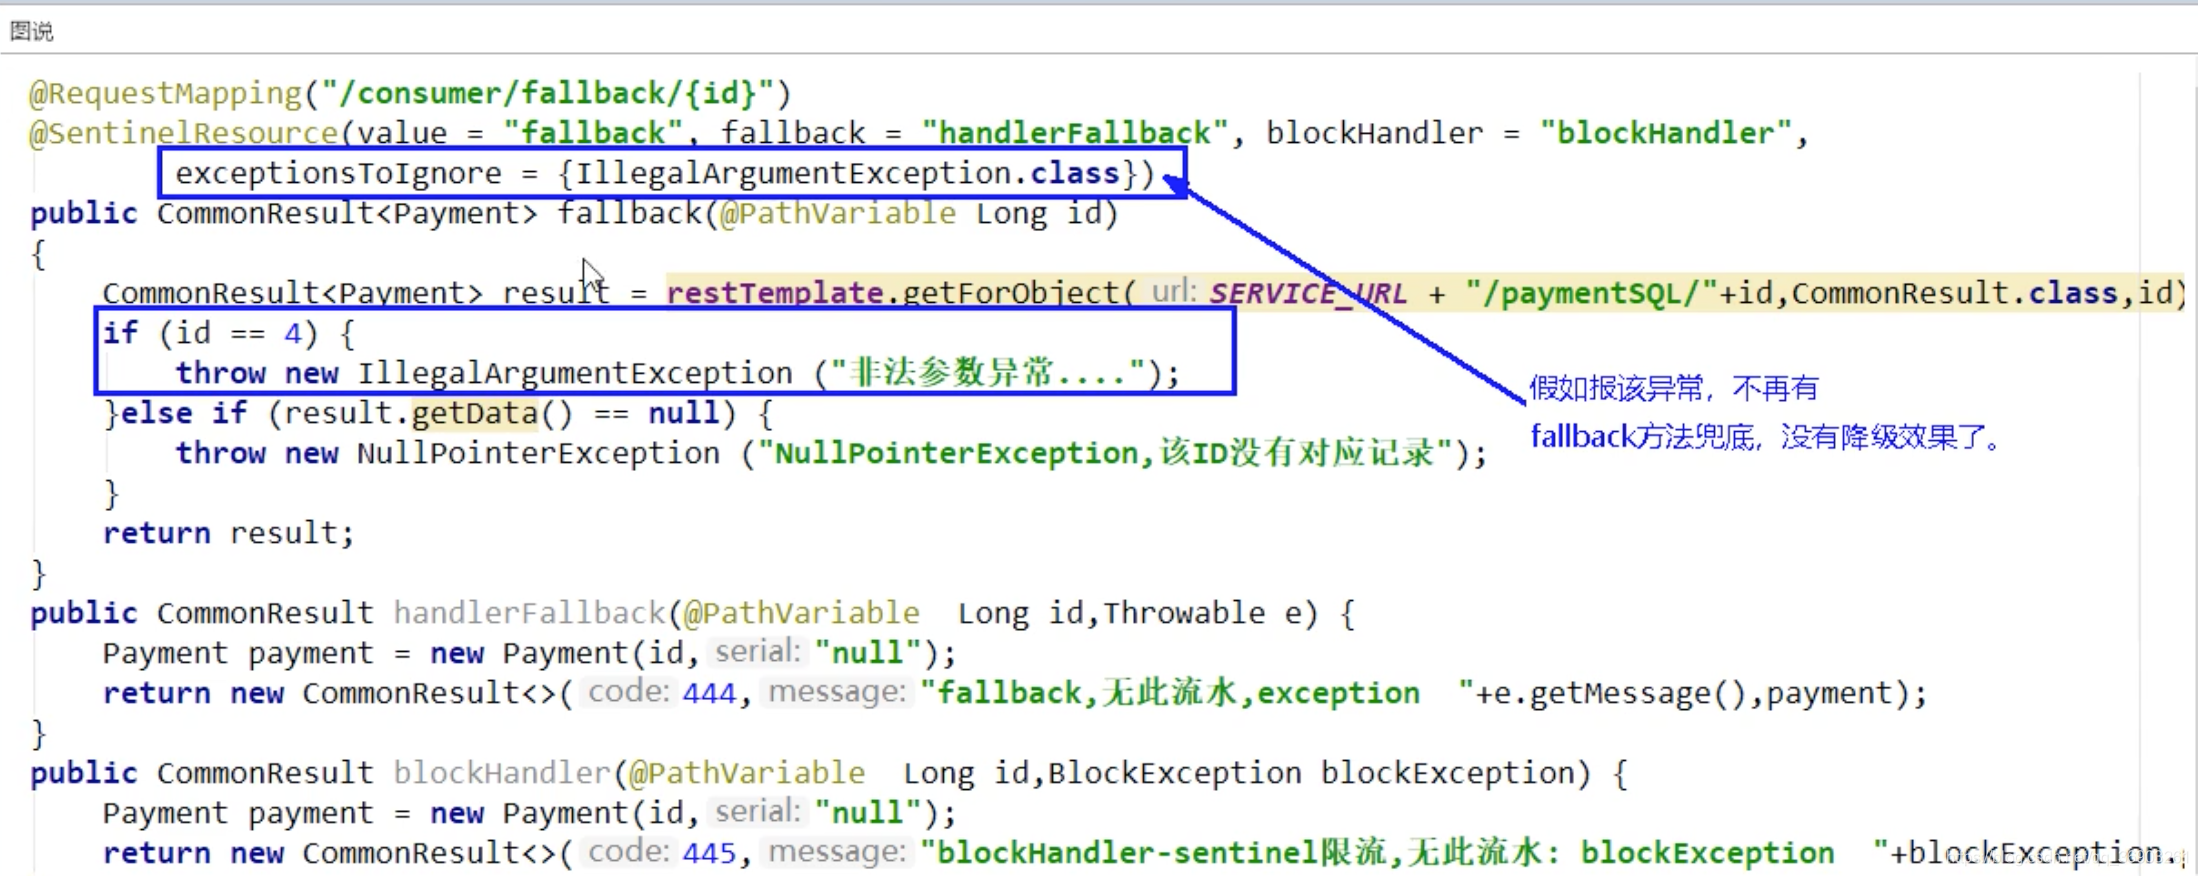 图说
@RequestMapping("/consumer/fallback/{id}")
@SentinelResource(value = "fallback", fallback = "handlerFallback", blockHandler = "blockHandler",
exceptionsToIgnore = {IllegalArgumentException.class})
public CommonResult<Payment> fallback(@PathVariable Long id)
{
CommonResult<Payment> result = restTemplate.getForObject( url: SERVICE_URL + "/paymentSQL/"+id,CommonResult.class,id)
if (id == 4) {
throw new IllegalArgumentException ("非法参数异常....");
假如报该异常，不再有
}else if (result.getData() == null) {
fallback方法兜底，没有降级效果了。
throw new NullPointerException ("NullPointerException,该ID没有对应记录");
}
return result;
}
public CommonResult handlerFallback(@PathVariable  Long id,Throwable e) {
Payment payment = new Payment(id, serial: "null");
return new CommonResult<>( code: 444, message: "fallback,无此流水,exception  "+e.getMessage(),payment);
}
public CommonResult blockHandler(@PathVariable  Long id,BlockException blockException) {
Payment payment = new Payment(id, serial: "null");
return new CommonResult<>( code: 445, message: "blockHandler-sentinel限流,无此流水: blockException  "+blockException.